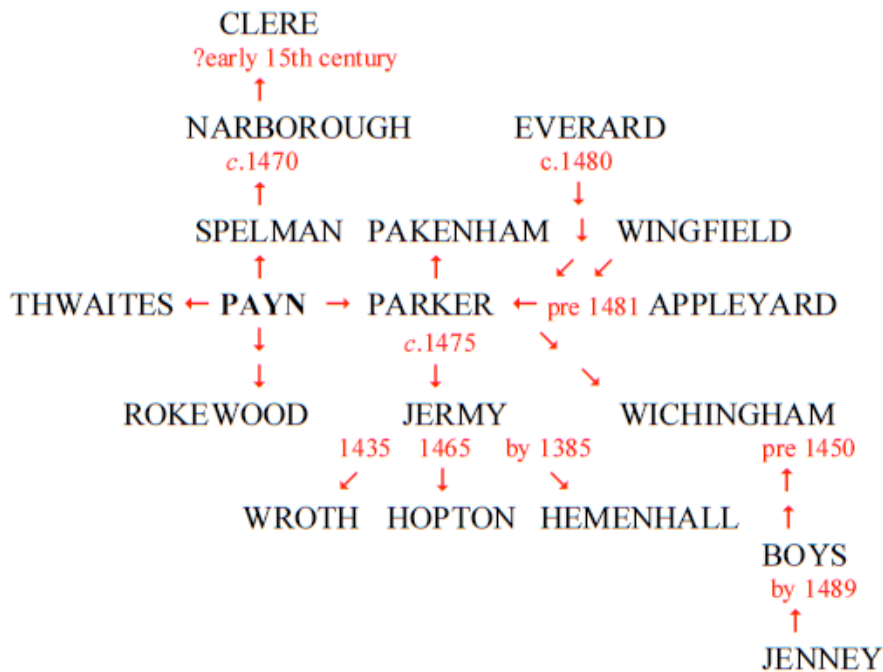 CLERE
?early 15th century
↑
NARBOROUGH EVERARD
c.1470 c.1480
↑ ↓
SPELMAN PAKENHAM ↓ WINGFIELD
↑ ↑ ↙ ↙
THWAITES ← PAYN → PARKER ← pre 1481 APPLEYARD
↓ c.1475 ↘
↓ ↓ ↘
ROKEWOOD JERMY WICHINGHAM
1435 1465 by 1385 pre 1450
↙ ↓ ↘ ↑
WROTH HOPTON HEMENHALL ↑
BOYS
by 1489
↑
JENNEY